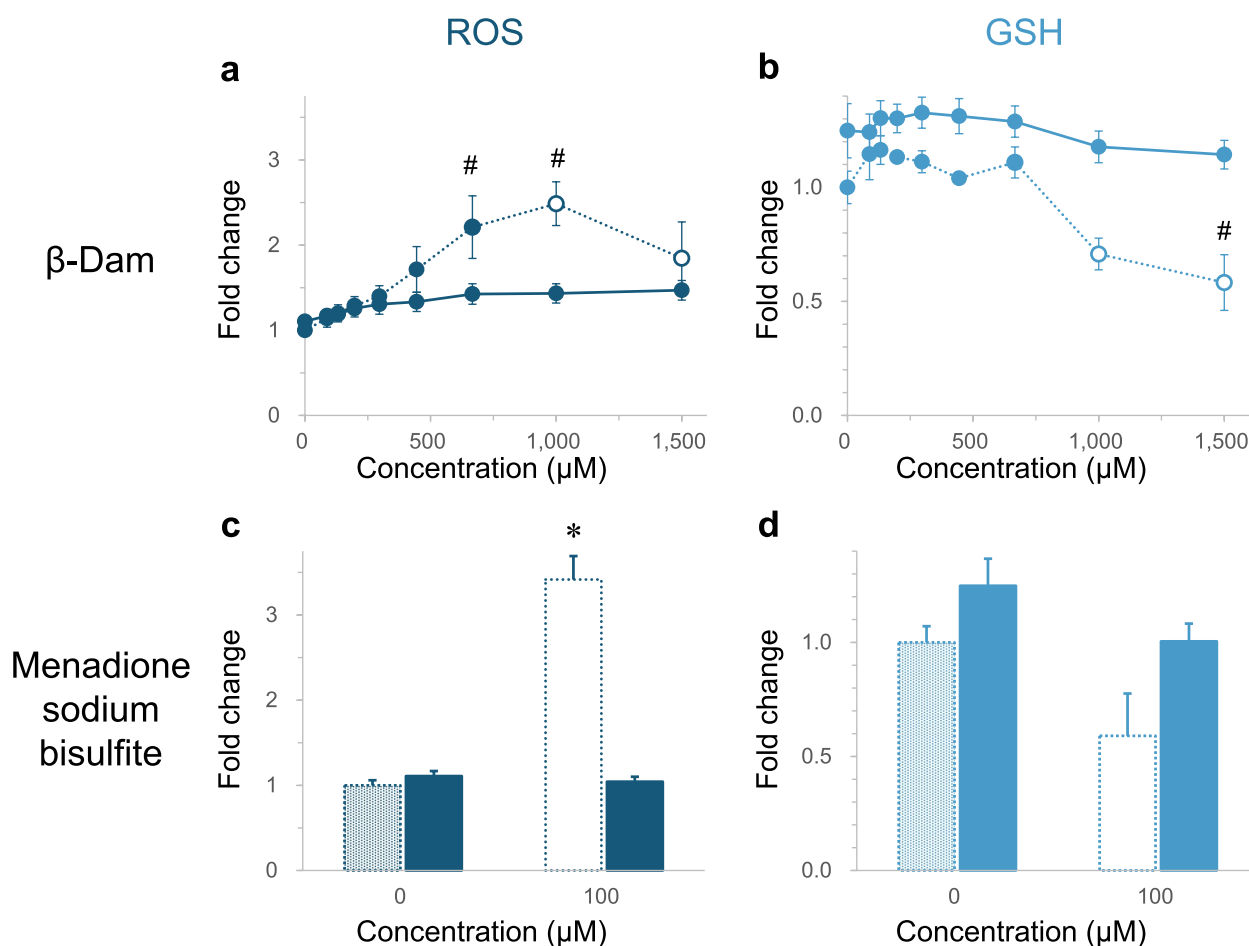 ROS
GSH
a
b
β-Dam
Fold change
3
2
1
0
#
#
0
500
1,000
1,500
Concentration (µM)
Fold change
1.0
0.5
0.0
#
0
500
1,000
1,500
Concentration (µM)
c
d
Menadione
sodium
bisulfite
Fold change
3
2
1
0
*
0
100
Concentration (µM)
Fold change
1.0
0.5
0.0
0
100
Concentration (µM)